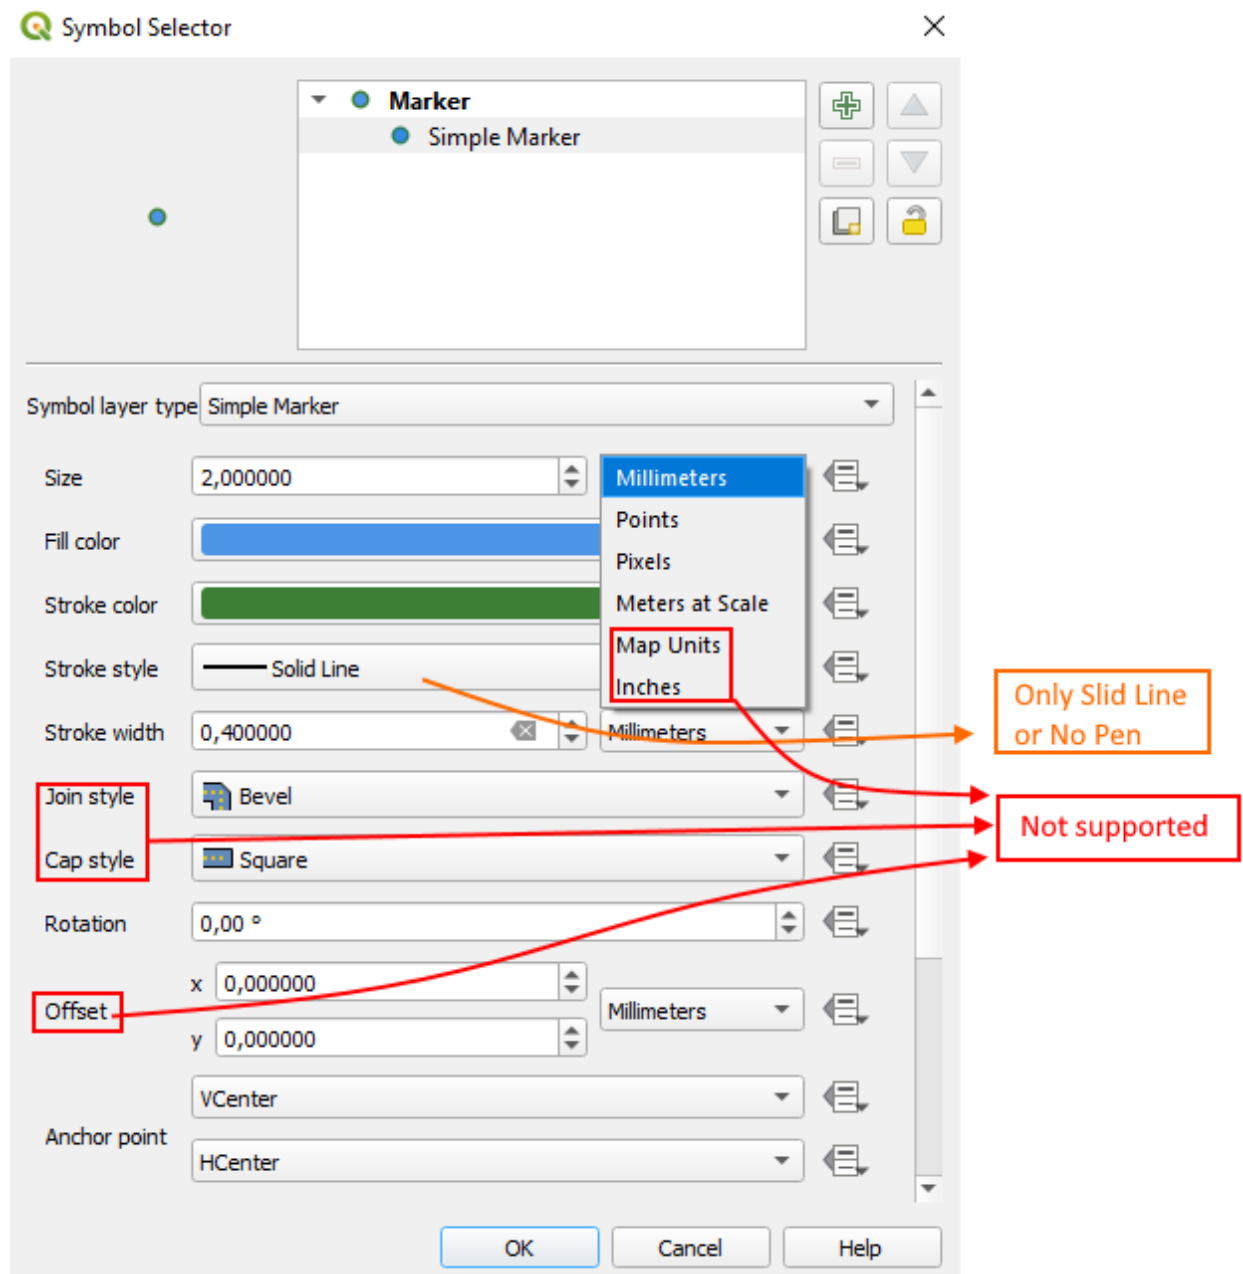 Symbol Selector
Marker
Simple Marker
Symbol layer type Simple Marker
Size 2,000000 Millimeters
Points
Fill color
Pixels
Stroke color Meters at Scale
Map Units
Stroke style Solid Line
Inches
Only Slid Line
or No Pen
Stroke width 0,400000 Millimeters
Join style Bevel
Not supported
Cap style Square
Rotation 0,00 °
x 0,000000
Offset Millimeters
y 0,000000
VCenter
Anchor point
HCenter
OK Cancel Help